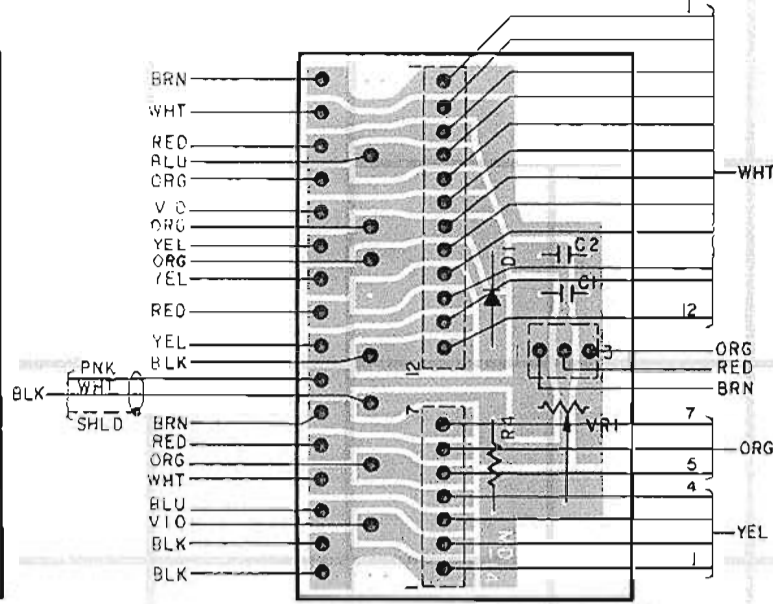 1
BRN
WHT
RED
BLU
ORG
VIO
ORG
YEL
ORG
YEL
RED
YEL
BLK
PNK
WHT
BLK
SHLD
BRN
RED
ORG
WHT
BLU
VIO
BLK
BLK
12
7
1
D1
C2
C1
3
R4
VR1
WHT
12
ORG
RED
BRN
7
ORG
5
4
YEL
1